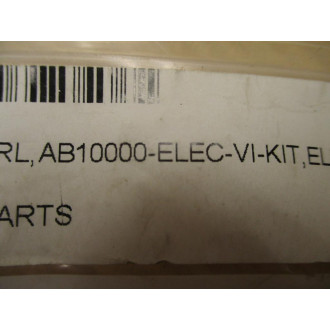 RL, AB10000-ELEC-VI-KIT, EL
ARTS